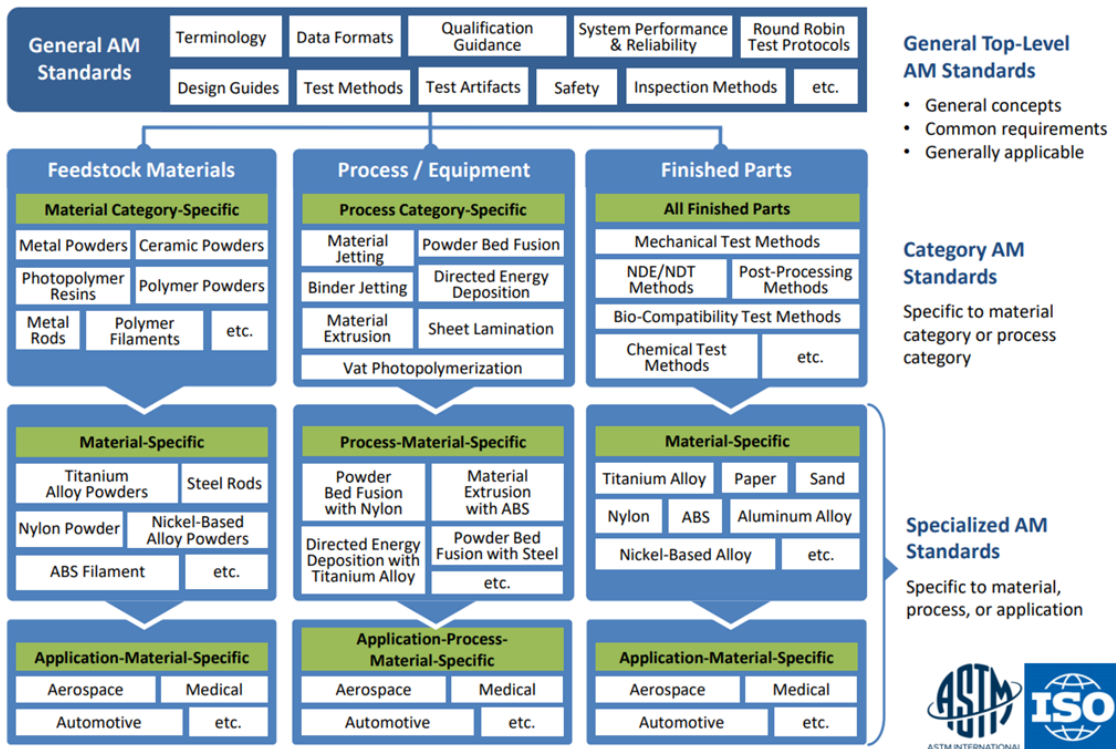 General AM
Standards
Terminology
Data Formats
Qualification
Guidance
System Performance
& Reliability
Round Robin
Test Protocols
Design Guides
Test Methods
Test Artifacts
Safety
Inspection Methods
etc.
General Top-Level
AM Standards
• General concepts
• Common requirements
• Generally applicable
Feedstock Materials
Material Category-Specific
Metal Powders
Ceramic Powders
Photopolymer
Resins
Polymer Powders
Metal
Rods
Polymer
Filaments
etc.
Process / Equipment
Process Category-Specific
Material
Jetting
Powder Bed Fusion
Binder Jetting
Directed Energy
Deposition
Material
Extrusion
Sheet Lamination
Vat Photopolymerization
Finished Parts
All Finished Parts
Mechanical Test Methods
NDE/NDT
Methods
Post-Processing
Methods
Bio-Compatibility Test Methods
Chemical Test
Methods
etc.
Category AM
Standards
Specific to material
category or process
category
Material-Specific
Titanium
Alloy Powders
Steel Rods
Nylon Powder
Nickel-Based
Alloy Powders
ABS Filament
etc.
Process-Material-Specific
Powder
Bed Fusion
with Nylon
Material
Extrusion
with ABS
Directed Energy
Deposition with
Titanium Alloy
Powder Bed
Fusion with Steel
etc.
Material-Specific
Titanium Alloy
Paper
Sand
Nylon
ABS
Aluminum Alloy
Nickel-Based Alloy
etc.
Specialized AM
Standards
Specific to material,
process, or application
Application-Material-Specific
Aerospace
Medical
Automotive
etc.
Application-Process-
Material-Specific
Aerospace
Medical
Automotive
etc.
Application-Material-Specific
Aerospace
Medical
Automotive
etc.
ASTM
ASTM INTERNATIONAL
ISO